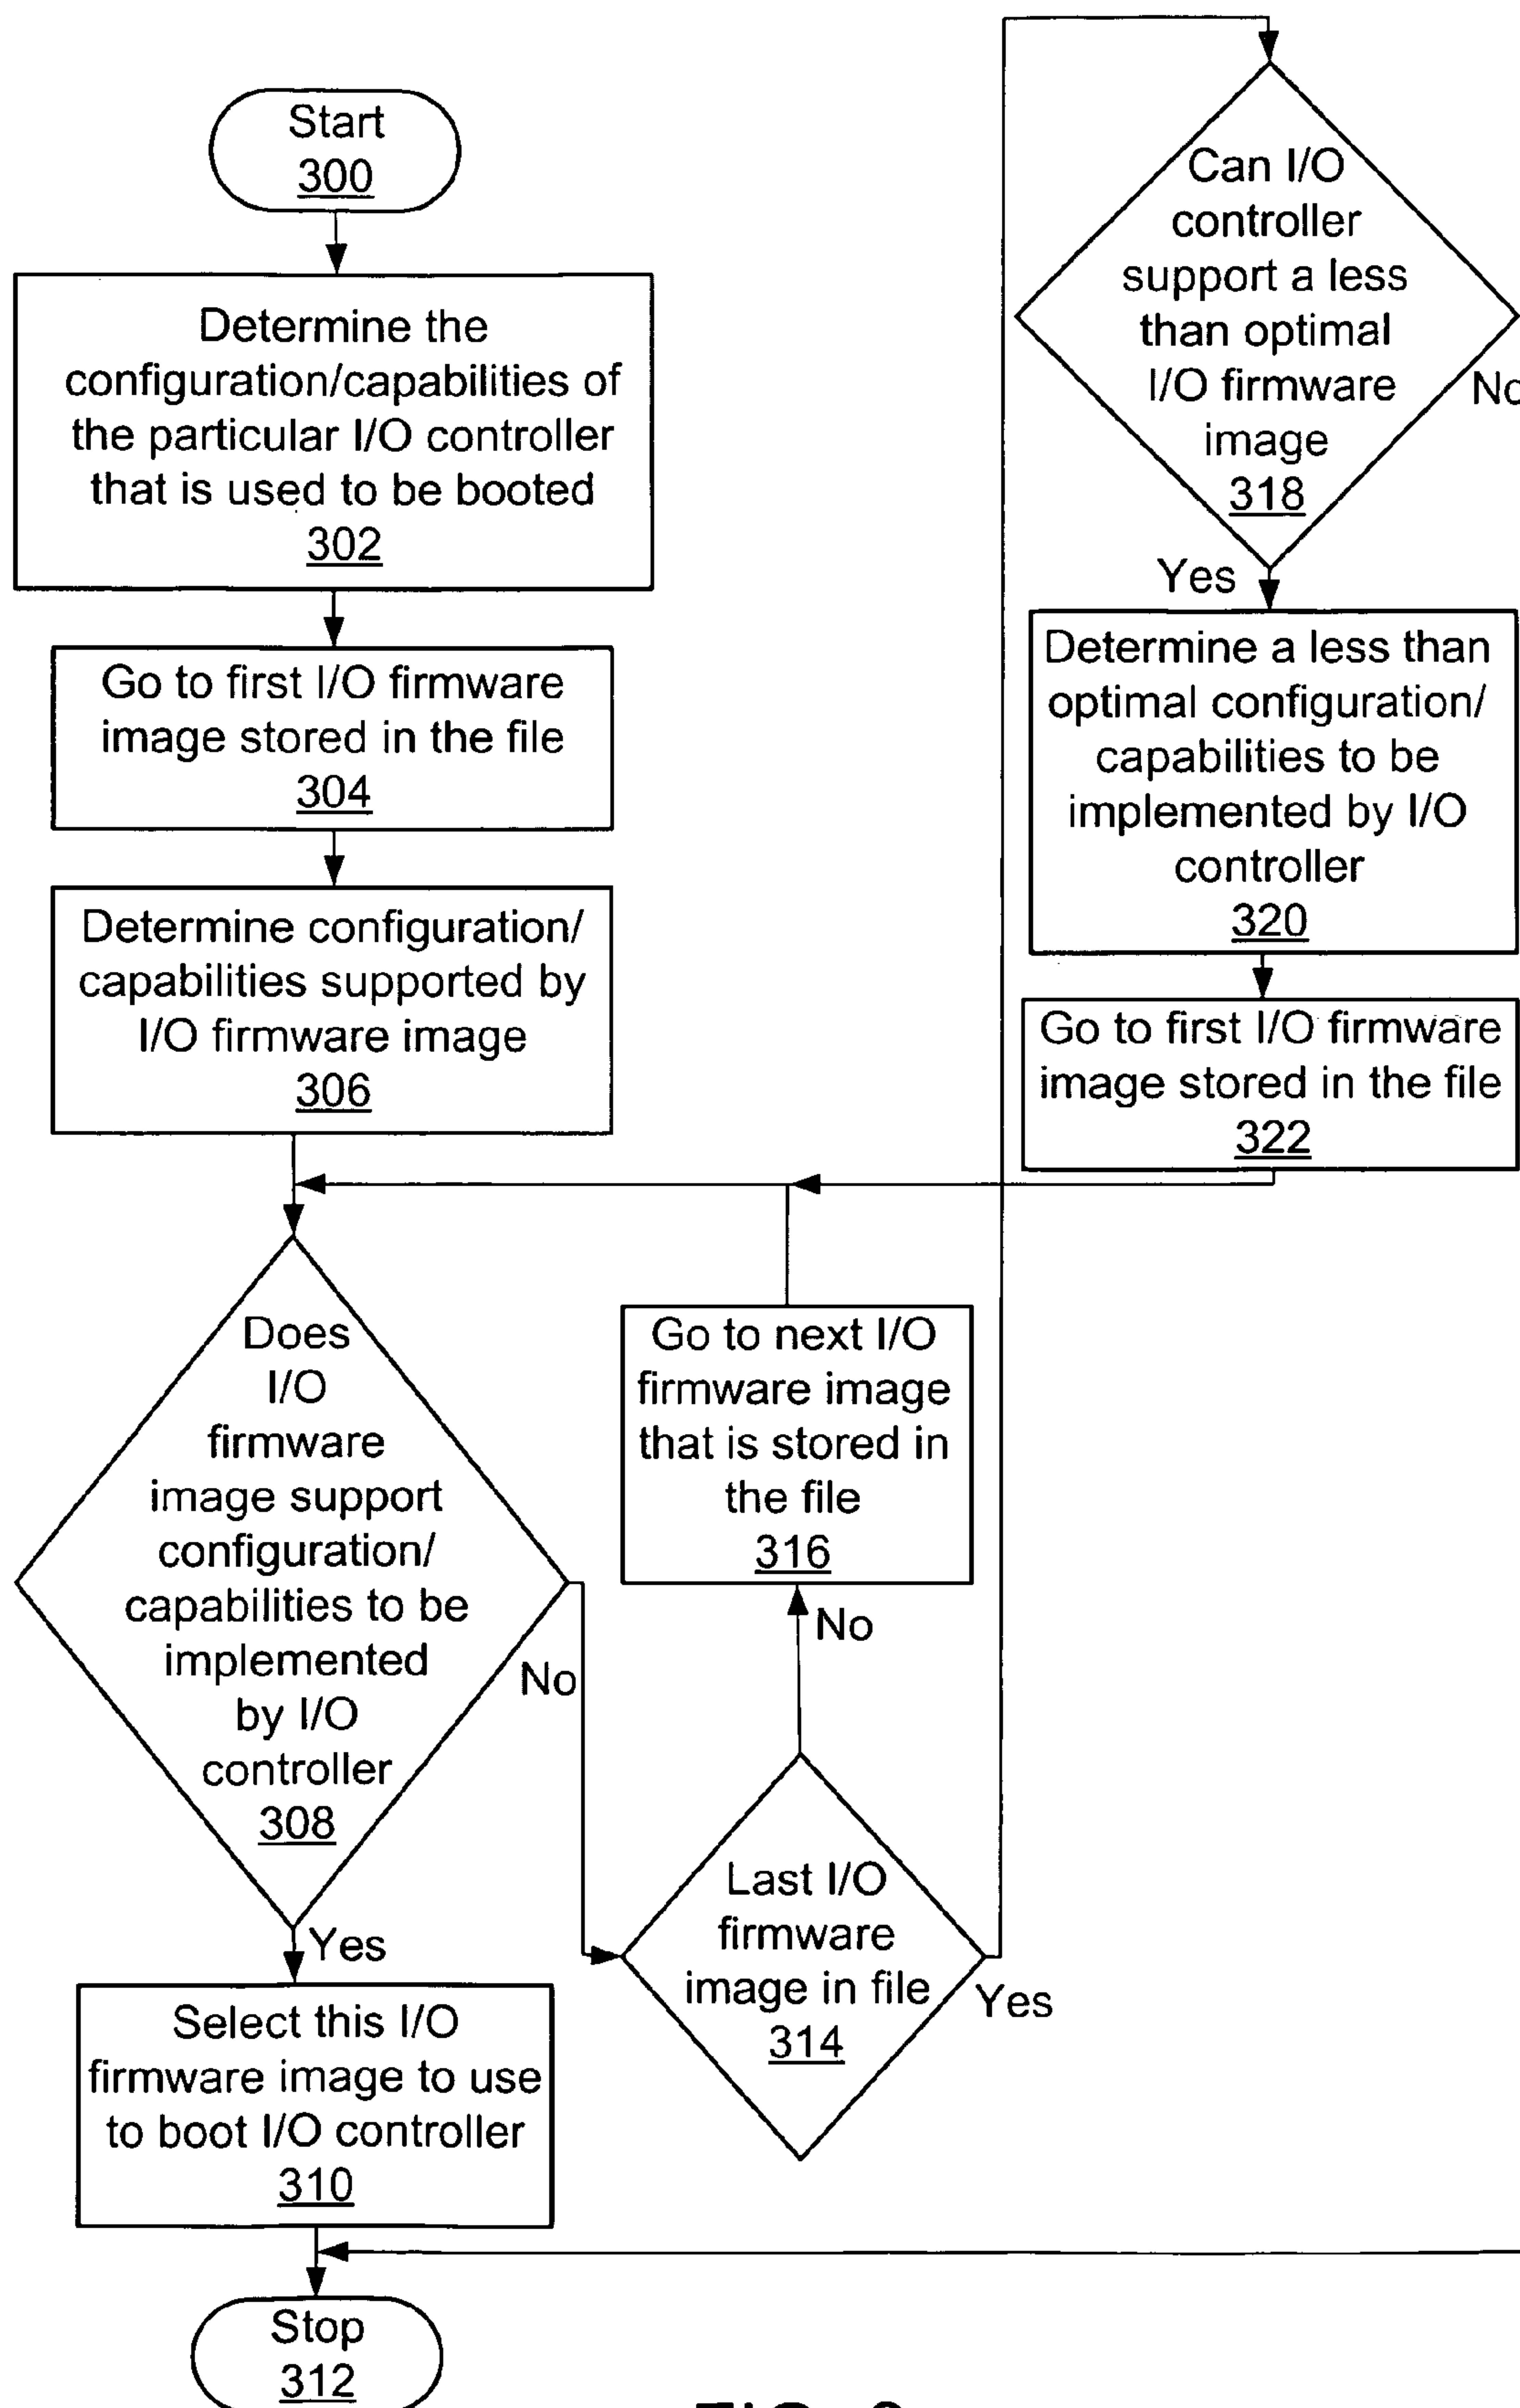 Start
300
Determine the
configuration/capabilities of
the particular I/O controller
that is used to be booted
302
Go to first I/O firmware
image stored in the file
304
Determine configuration/
capabilities supported by
I/O firmware image
306
Does
I/O
firmware
image support
configuration/
capabilities to be
implemented
by I/O
controller
308
No
Yes
Select this I/O
firmware image to use
to boot I/O controller
310
Stop
312
Last I/O
firmware
image in file
314
No
Yes
Go to next I/O
firmware image
that is stored in
the file
316
Can I/O
controller
support a less
than optimal
I/O firmware
image
318
No
Yes
Determine a less than
optimal configuration/
capabilities to be
implemented by I/O
controller
320
Go to first I/O firmware
image stored in the file
322